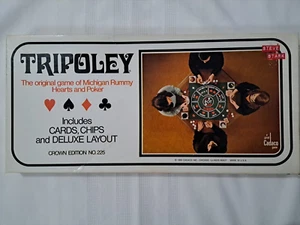 TRIPOLEY
The original game of Michigan Rummy
Hearts and Poker
Includes
CARDS, CHIPS
and DELUXE LAYOUT
CROWN EDITION NO. 225
Cadaco